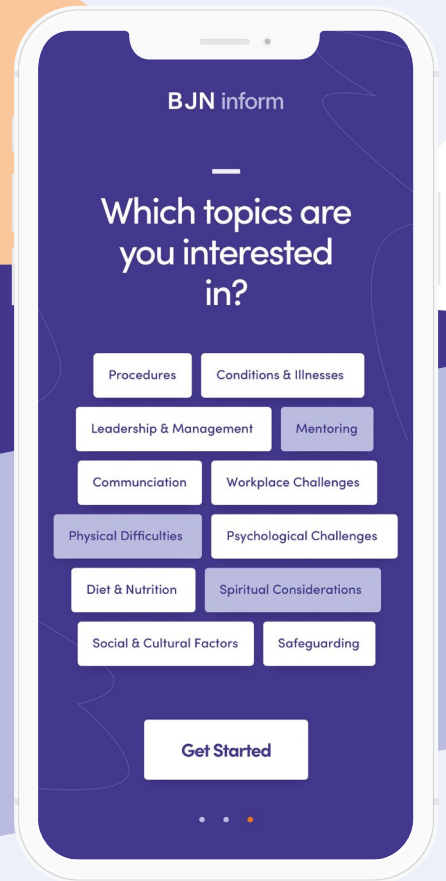 BJN inform
Which topics are
you interested
in?
Procedures
Conditions & Illnesses
Leadership & Management
Mentoring
Communciation
Workplace Challenges
Physical Difficulties
Psychological Challenges
Diet & Nutrition
Spiritual Considerations
Social & Cultural Factors
Safeguarding
Get Started